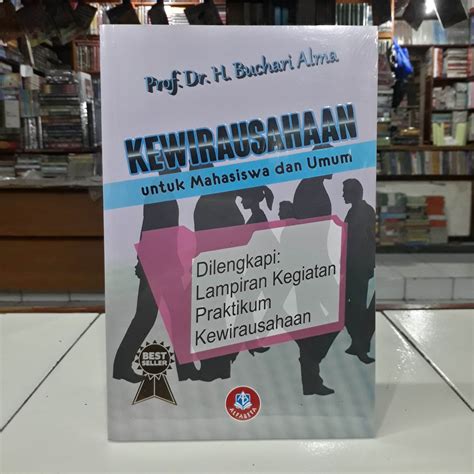 Prof. Dr. H. Buchari Alma
KEWIRAUSAHAAN
untuk Mahasiswa dan Umum
Dilengkapi:
Lampiran Kegiatan
Praktikum
Kewirausahaan
BEST
SELLER
ALFABETA